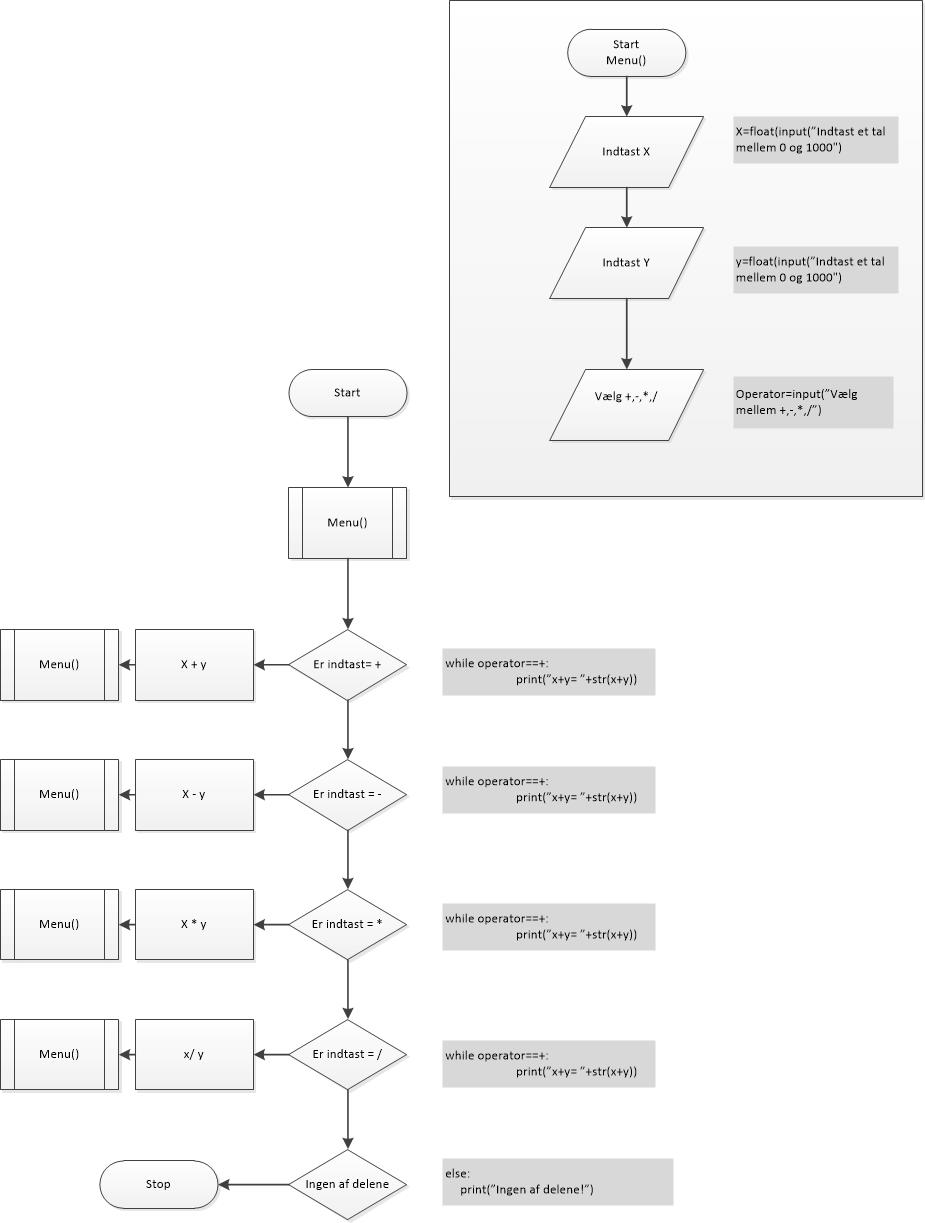 Start
Menu()
Indtast X
X=float(input(”Indtast et tal
mellem 0 og 1000”)
Indtast Y
y=float(input(”Indtast et tal
mellem 0 og 1000”)
Vælg +,-,*,/
Operator=input(”Vælg
mellem +,-,*,/”)
Start
Menu()
Menu()
X + y
Er indtast= +
while operator==+:
print(”x+y= ”+str(x+y))
Menu()
X - y
Er indtast = -
while operator==+:
print(”x+y= ”+str(x+y))
Menu()
X * y
Er indtast = *
while operator==+:
print(”x+y= ”+str(x+y))
Menu()
x/ y
Er indtast = /
while operator==+:
print(”x+y= ”+str(x+y))
Stop
Ingen af delene
else:
print(”Ingen af delene!”)